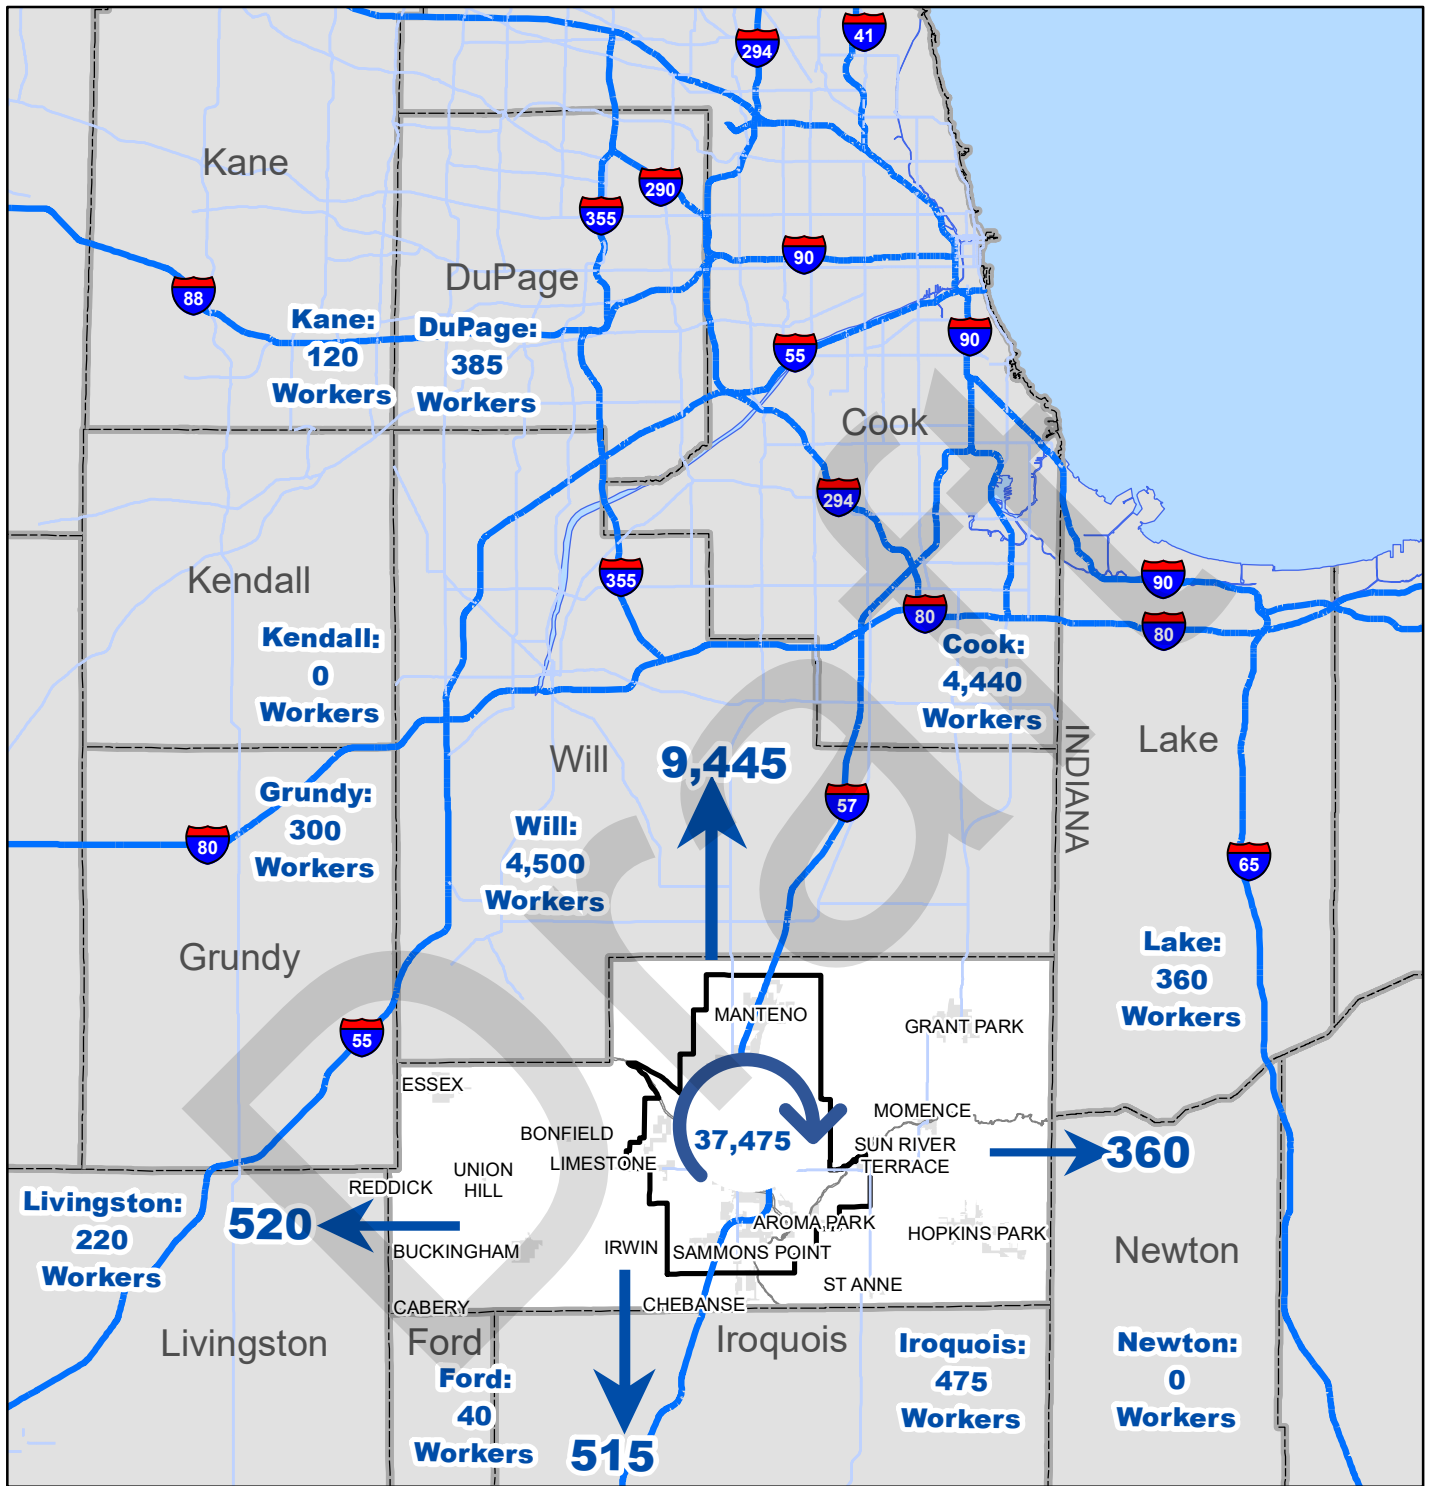 294
41
Kane
290
355
DuPage
90
88
Kane:
120
Workers
DuPage:
385
Workers
55
90
Cook
294
Kendall
355
90
80
80
Kendall:
0
Workers
Cook:
4,440
Workers
INDIANA
Lake
Will
9,445
57
Grundy:
300
Workers
80
Will:
4,500
Workers
65
Grundy
Lake:
360
Workers
Draft
55
MANTENO
GRANT PARK
ESSEX
MOMENCE
BONFIELD
37,475
SUN RIVER
TERRACE
360
LIMESTONE
UNION
HILL
REDDICK
Livingston:
220
Workers
520
AROMA PARK
HOPKINS PARK
BUCKINGHAM
IRWIN
SAMMONS POINT
Newton
ST ANNE
CABERY
CHEBANSE
Livingston
Ford
Iroquois
Iroquois:
475
Workers
Newton:
0
Workers
Ford:
40
Workers
515